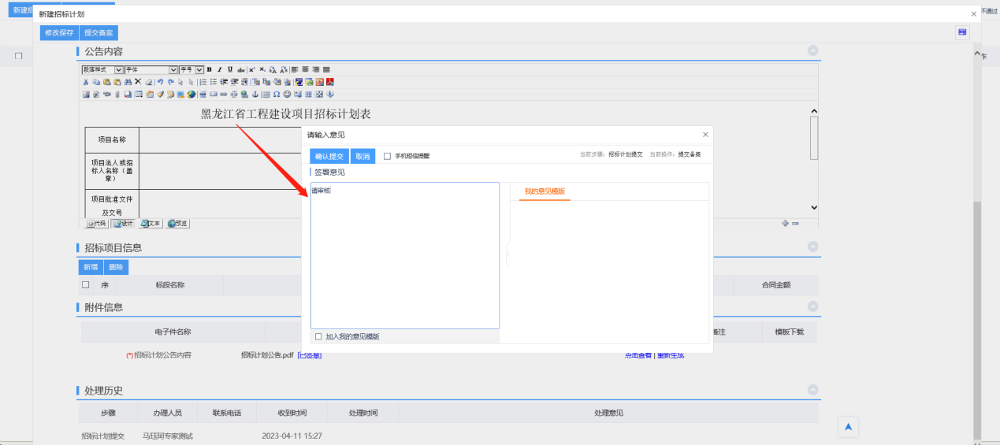 新建招标计划
不通过
修改保存 提交备案
公告内容
段落样式 字体 字号
黑龙江省工程建设项目招标计划表
项目名称
项目法人或招
标人名称（盖
章）
项目批准文件
及文号
代码 设计 文本 预览
请输入意见
确认提交 取消 手机短信提醒 当前步骤：招标计划提交 当前操作：提交备案
签署意见
请审核
我的意见模版
加入我的意见模版
招标项目信息
新增 删除
序 标段名称 合同金额
附件信息
电子件名称 备注 模板下载
(*)招标计划公告内容 招标计划公告.pdf [已签章] 点击查看 | 重新生成
处理历史
步骤 办理人员 联系电话 收到时间 处理时间 处理意见
招标计划提交 马珏珂专家测试 2023-04-11 15:27